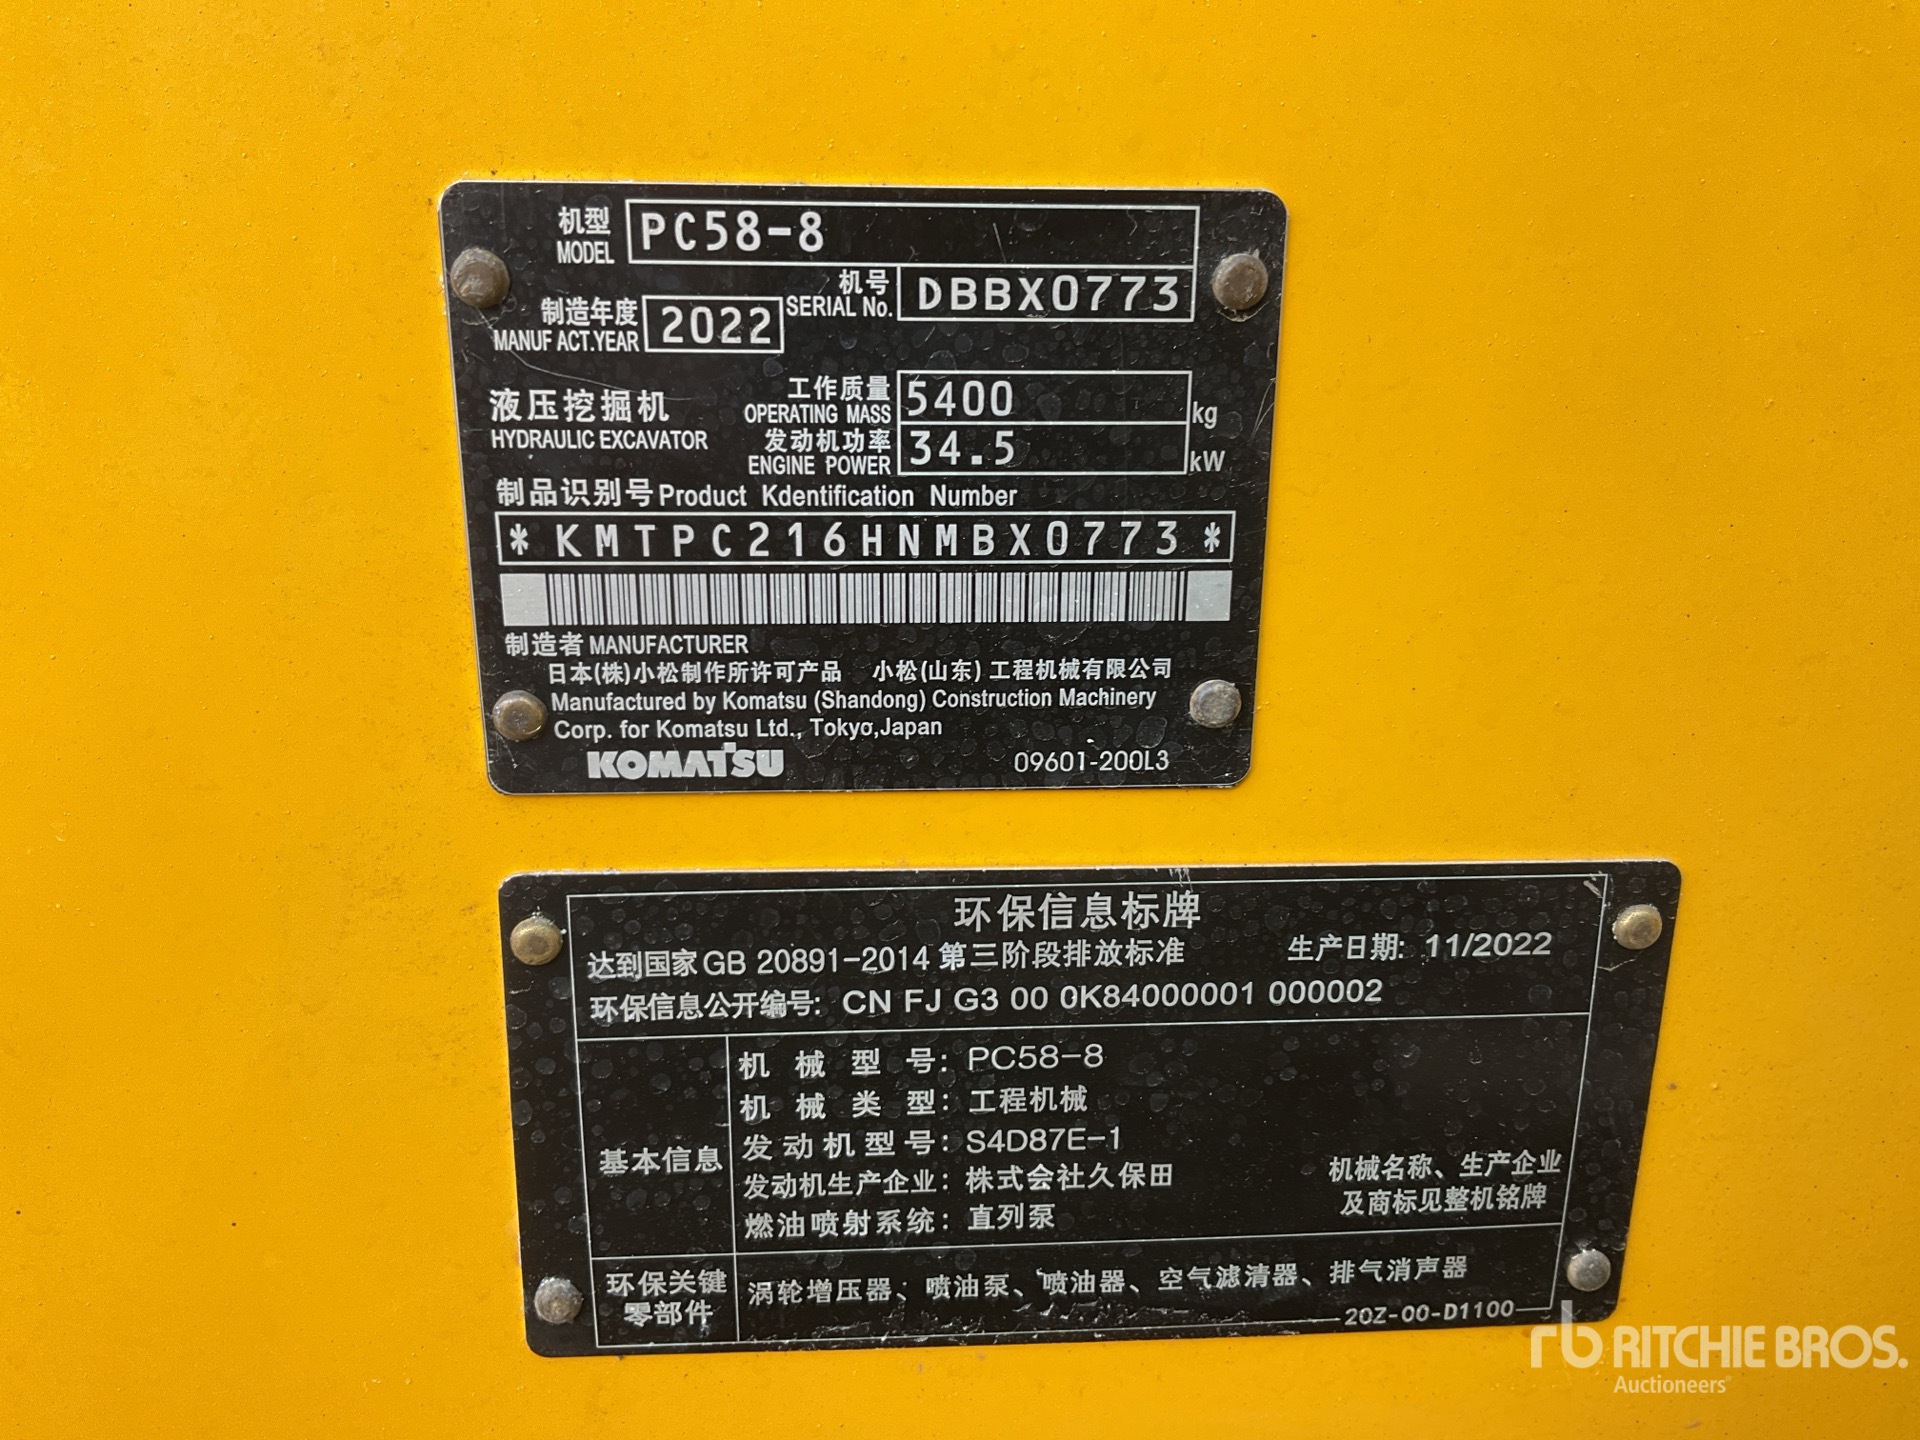 机型 PC58-8
MODEL
机号 DBBX0773
SERIAL No.
制造年度 2022
MANUF ACT.YEAR
工作质量 5400 kg
OPERATING MASS
液压挖掘机
HYDRAULIC EXCAVATOR
发动机功率 34.5 kW
ENGINE POWER
制品识别号 Product Kdentification Number
*KMTPC216HNMBX0773*
制造者 MANUFACTURER
日本(株)小松制作所许可产品 小松(山东)工程机械有限公司
Manufactured by Komatsu (Shandong) Construction Machinery
Corp. for Komatsu Ltd., Tokyo,Japan
KOMATSU 09601-200L3
环保信息标牌
达到国家GB 20891-2014 第三阶段排放标准 生产日期: 11/2022
环保信息公开编号: CN FJ G3 00 0K84000001 000002
基本信息
机械型号: PC58-8
机械类型: 工程机械
发动机型号: S4D87E-1
发动机生产企业: 株式会社久保田
燃油喷射系统: 直列泵
机械名称、生产企业
及商标见整机铭牌
环保关键
零部件
涡轮增压器、喷油泵、喷油器、空气滤清器、排气消声器
20Z-00-D1100
rb RITCHIE BROS.
Auctioneers